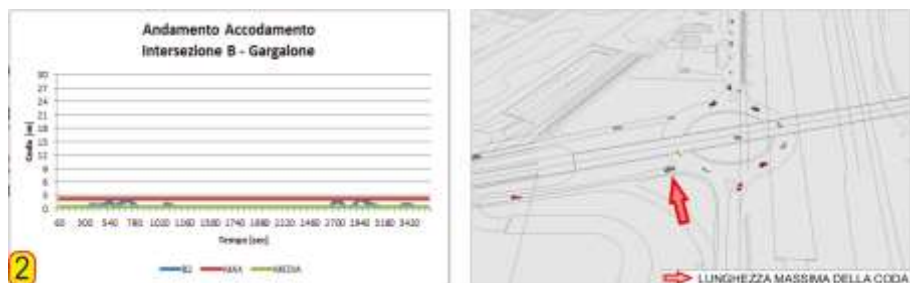 Andamento Accodamento
Intersezione B - Gargalone
Coda [m]
30
27
24
21
18
15
12
9
6
3
0
60 300 540 780 1020 1260 1500 1740 1980 2220 2460 2700 2940 3180 3420
Tempo [sec]
B2 MAX MEDIA
2
LUNGHEZZA MASSIMA DELLA CODA